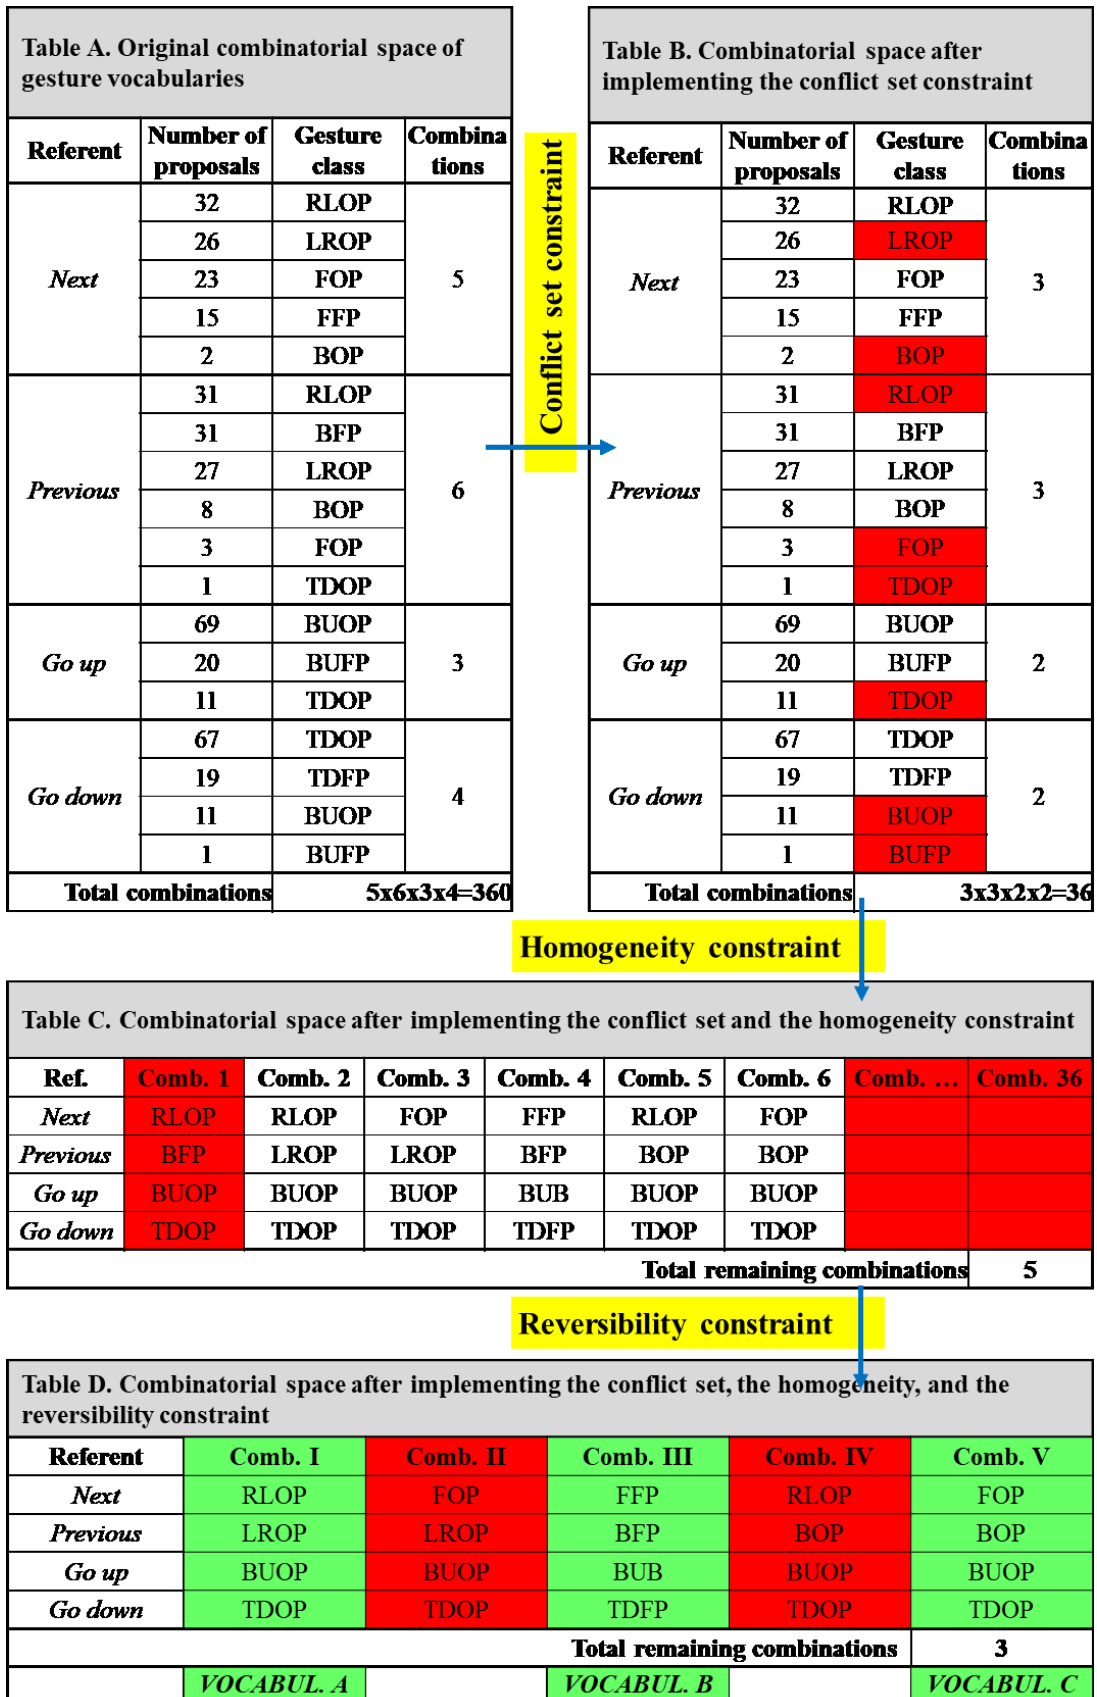 Table A. Original combinatorial space of
gesture vocabularies
Referent Number of proposals Gesture class Combina tions
Next 5
32 RLOP
26 LROP
23 FOP
15 FFP
2 BOP
Previous 6
31 RLOP
31 BFP
27 LROP
8 BOP
3 FOP
1 TDOP
Go up 3
69 BUOP
20 BUFP
11 TDOP
Go down 4
67 TDOP
19 TDFP
11 BUOP
1 BUFP
Total combinations 5x6x3x4=360
Conflict set constraint
Table B. Combinatorial space after
implementing the conflict set constraint
Referent Number of proposals Gesture class Combina tions
Next 3
32 RLOP
26 LROP
23 FOP
15 FFP
2 BOP
Previous 3
31 RLOP
31 BFP
27 LROP
8 BOP
3 FOP
1 TDOP
Go up 2
69 BUOP
20 BUFP
11 TDOP
Go down 2
67 TDOP
19 TDFP
11 BUOP
1 BUFP
Total combinations 3x3x2x2=36
Homogeneity constraint
Table C. Combinatorial space after implementing the conflict set and the homogeneity constraint
Ref. Comb. 1 Comb. 2 Comb. 3 Comb. 4 Comb. 5 Comb. 6 Comb. ... Comb. 36
Next RLOP RLOP FOP FFP RLOP FOP
Previous BFP LROP LROP BFP BOP BOP
Go up BUOP BUOP BUOP BUB BUOP BUOP
Go down TDOP TDOP TDOP TDFP TDOP TDOP
Total remaining combinations 5
Reversibility constraint
Table D. Combinatorial space after implementing the conflict set, the homogeneity, and the
reversibility constraint
Referent Comb. I Comb. II Comb. III Comb. IV Comb. V
Next RLOP FOP FFP RLOP FOP
Previous LROP LROP BFP BOP BOP
Go up BUOP BUOP BUB BUOP BUOP
Go down TDOP TDOP TDFP TDOP TDOP
Total remaining combinations 3
VOCABUL. A VOCABUL. B VOCABUL. C